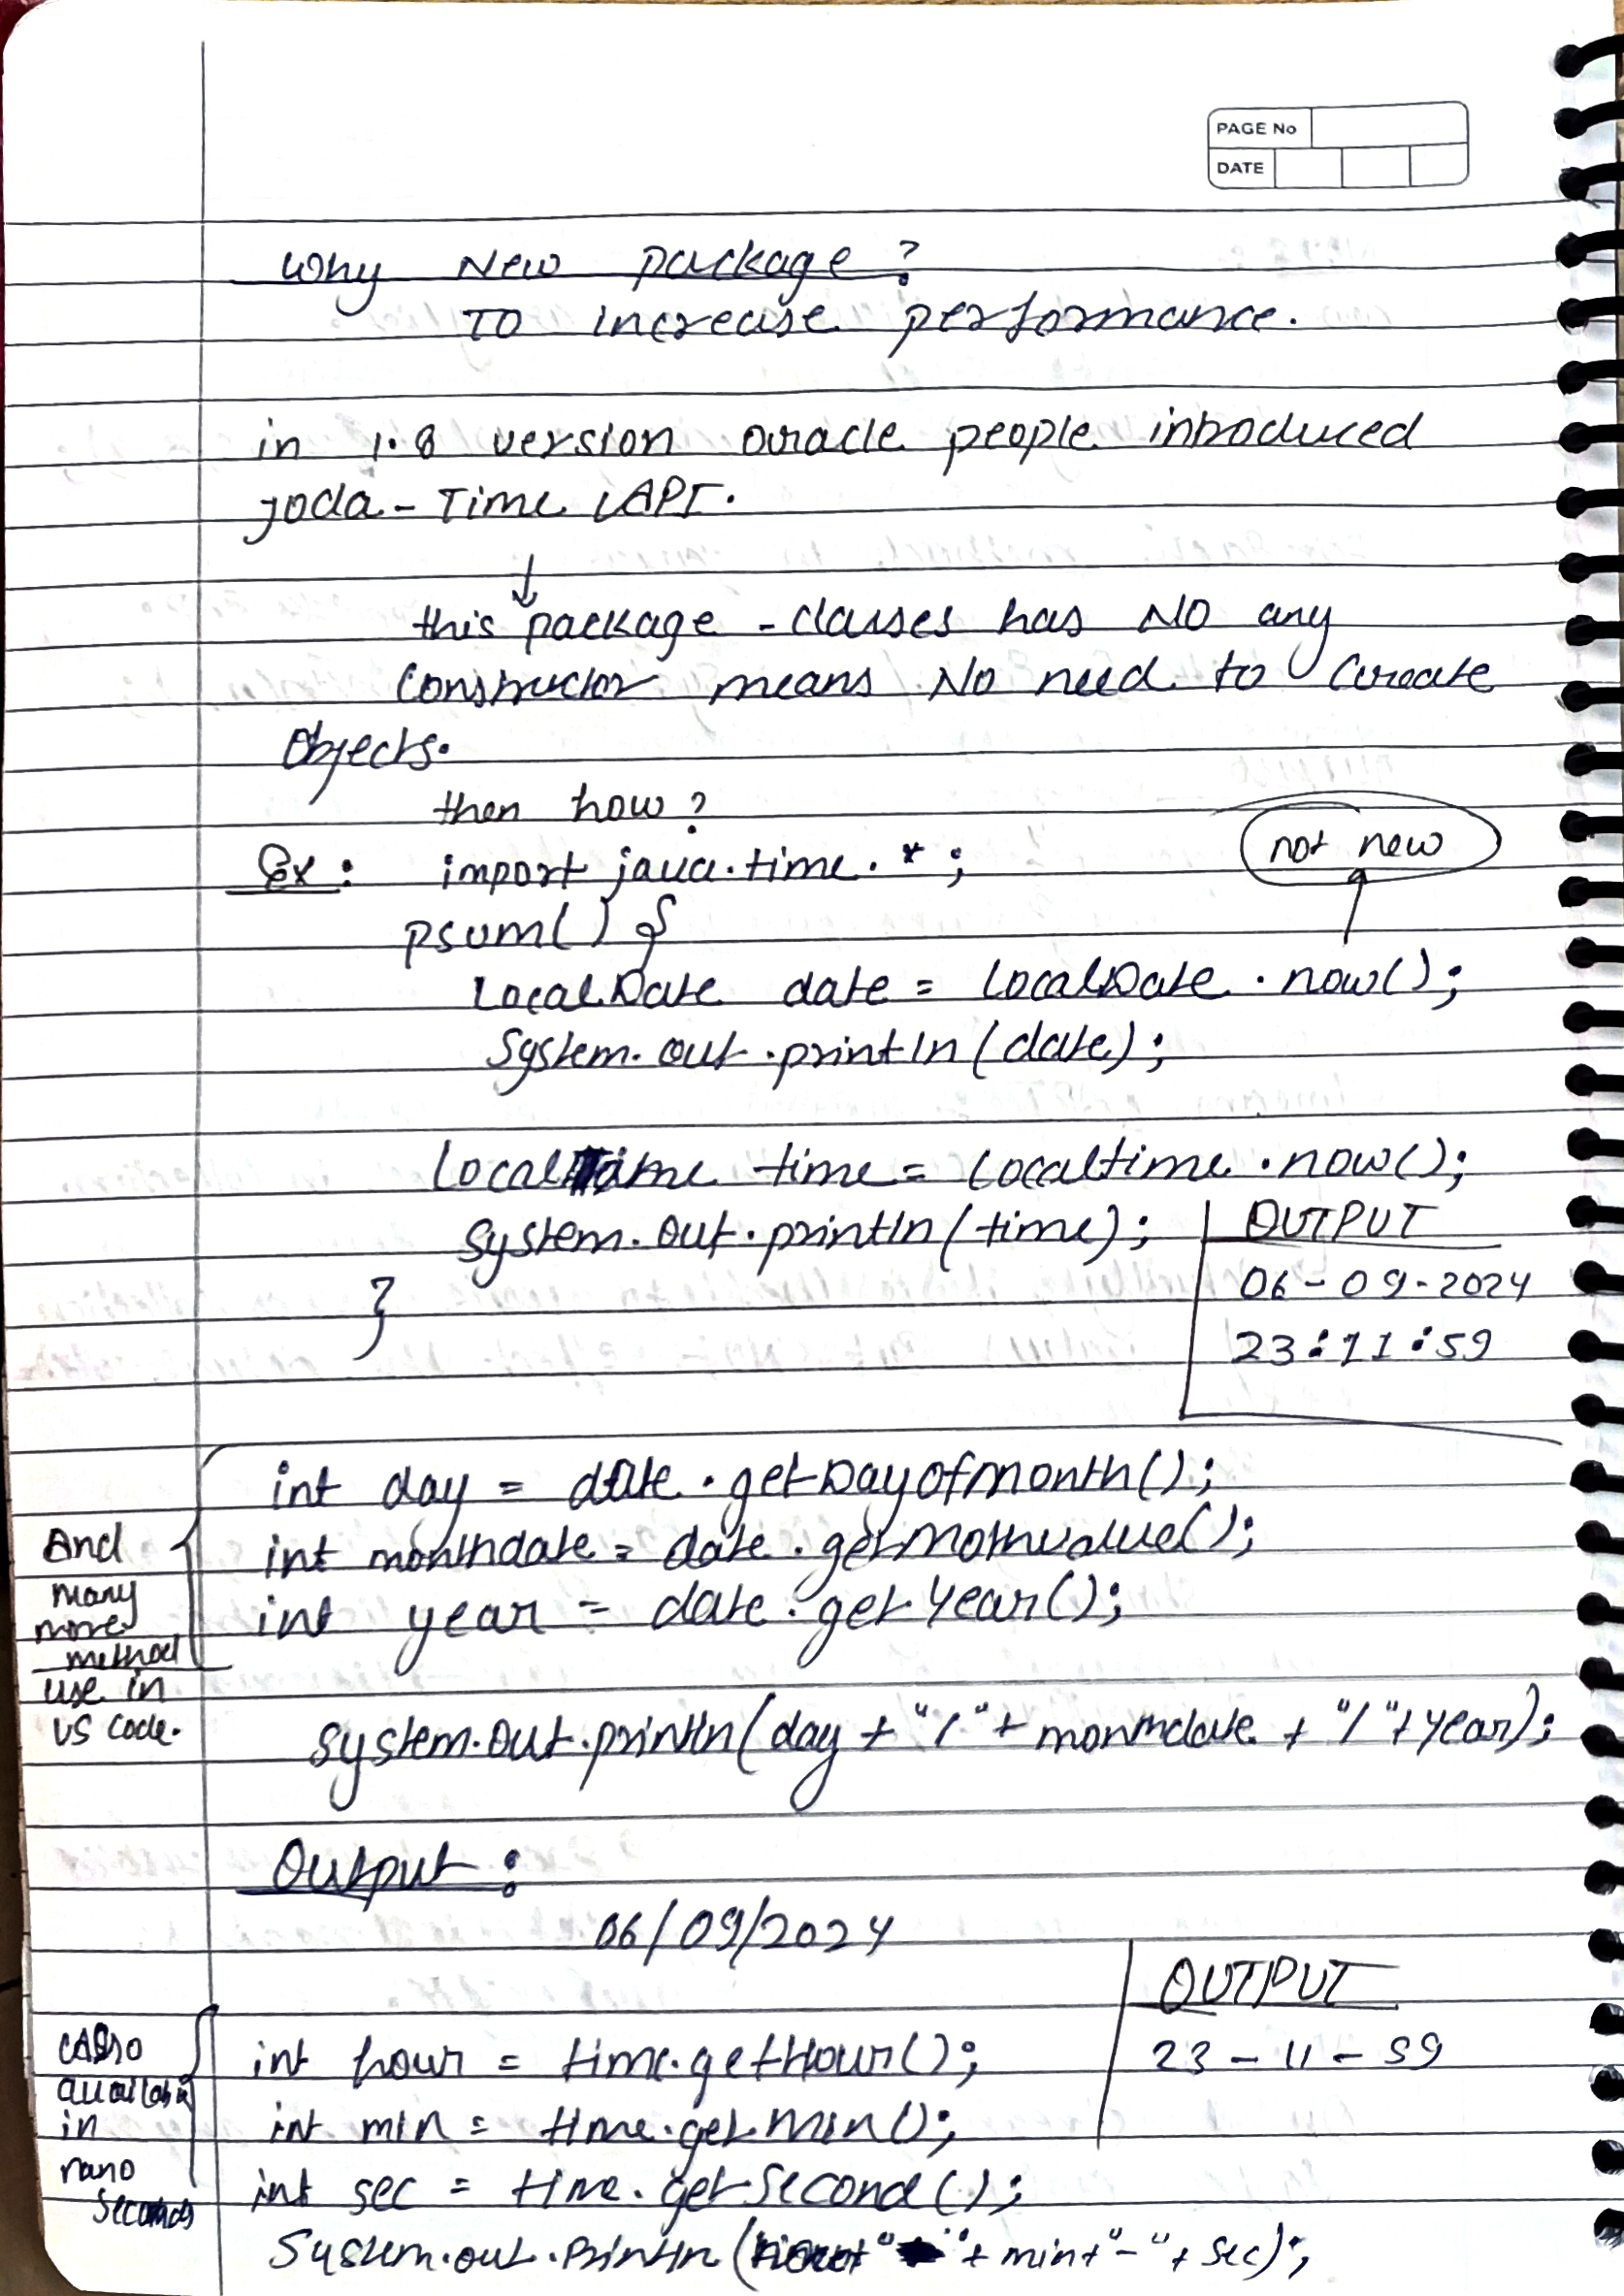 PAGE No
DATE
Why New package?
To increase performance.
in 1.8 version oracle people introduced
Joda-Time API.
↓
this package - classes has No any
Constructor means No need to Create
Objects.
then how?
Ex: import java.time.*;
not new
psvm() {
LocalDate date = LocalDate.now();
System.out.println(date);
LocalTime time = Localtime.now();
System.out.println(time);
}
OUTPUT
06-09-2024
23:11:59
int day = date.getDayofmonth();
int monthdate = date.getMonthvalue();
int year = date.getYear();
And
many
more
method
use in
VS Code.
System.out.println(day + "/" + monthdate + "/" + year);
Output:
06/09/2024
OUTPUT
23-11-59
Also
available
in
nano
Seconds
int hour = time.getHour();
int min = time.getMin();
int sec = time.getSecond();
System.out.println( + min + "-" + sec);